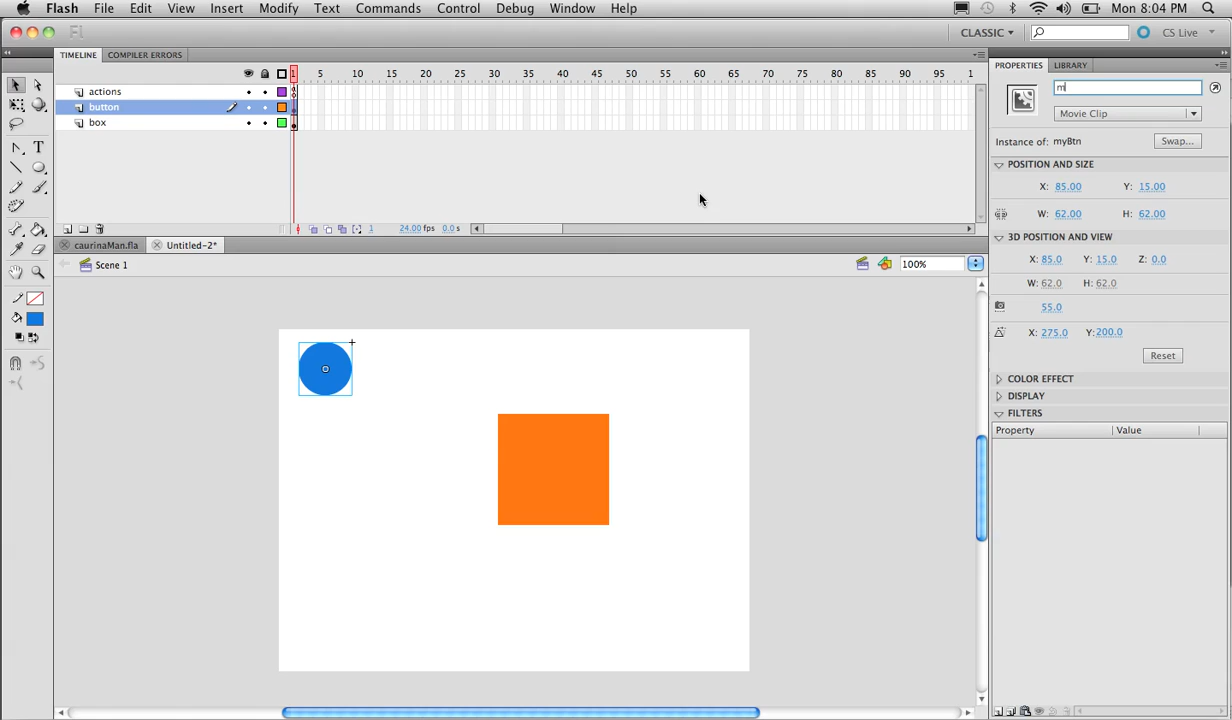 Flash File Edit View Insert Modify Text Commands Control Debug Window Help Mon 8:04 PM
Fl CLASSIC CS Live
TIMELINE COMPILER ERRORS
1 5 10 15 20 25 30 35 40 45 50 55 60 65 70 75 80 85 90 95 1
actions
button
box
1 24.00 fps 0.0 s
caurinaMan.fla Untitled-2*
Scene 1 100%
PROPERTIES LIBRARY
m
Movie Clip
Instance of: myBtn Swap...
POSITION AND SIZE
X: 85.00 Y: 15.00
W: 62.00 H: 62.00
3D POSITION AND VIEW
X: 85.0 Y: 15.0 Z: 0.0
W: 62.0 H: 62.0
55.0
X: 275.0 Y: 200.0
Reset
COLOR EFFECT
DISPLAY
FILTERS
Property Value